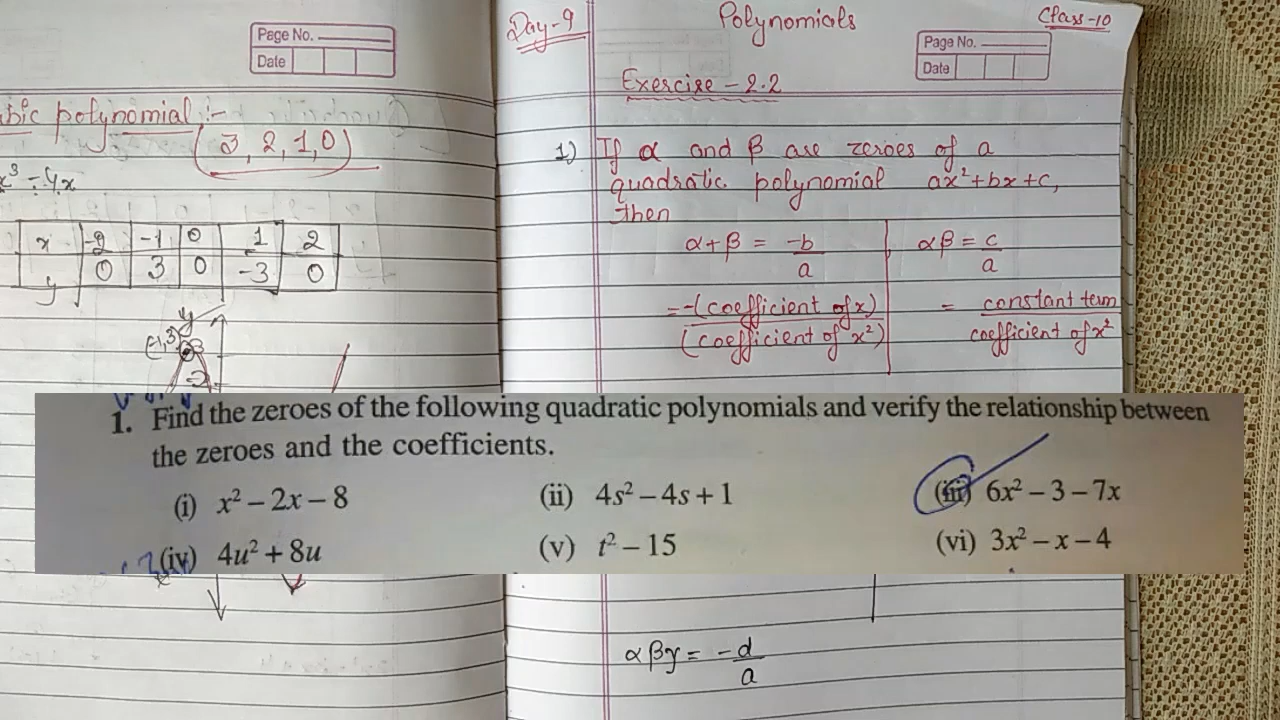 Page No.
Date
bic polynomial :-
(3, 2, 1, 0)
x
-2
-1
0
1
2
y
0
3
0
-3
0
y
Day-9
Polynomials
Class-10
Page No.
Date
Exercise - 2.2
1) If α and β are zeroes of a
quadratic polynomial ax²+bx+c,
then
α+β = -b/a
αβ = c/a
= -(coefficient of x)/(coefficient of x²)
= constant term/coefficient of x²
1. Find the zeroes of the following quadratic polynomials and verify the relationship between
the zeroes and the coefficients.
(i) x² – 2x – 8
(ii) 4s² – 4s + 1
(iii) 6x² – 3 – 7x
(iv) 4u² + 8u
(v) t² – 15
(vi) 3x² – x – 4
αβγ = -d/a